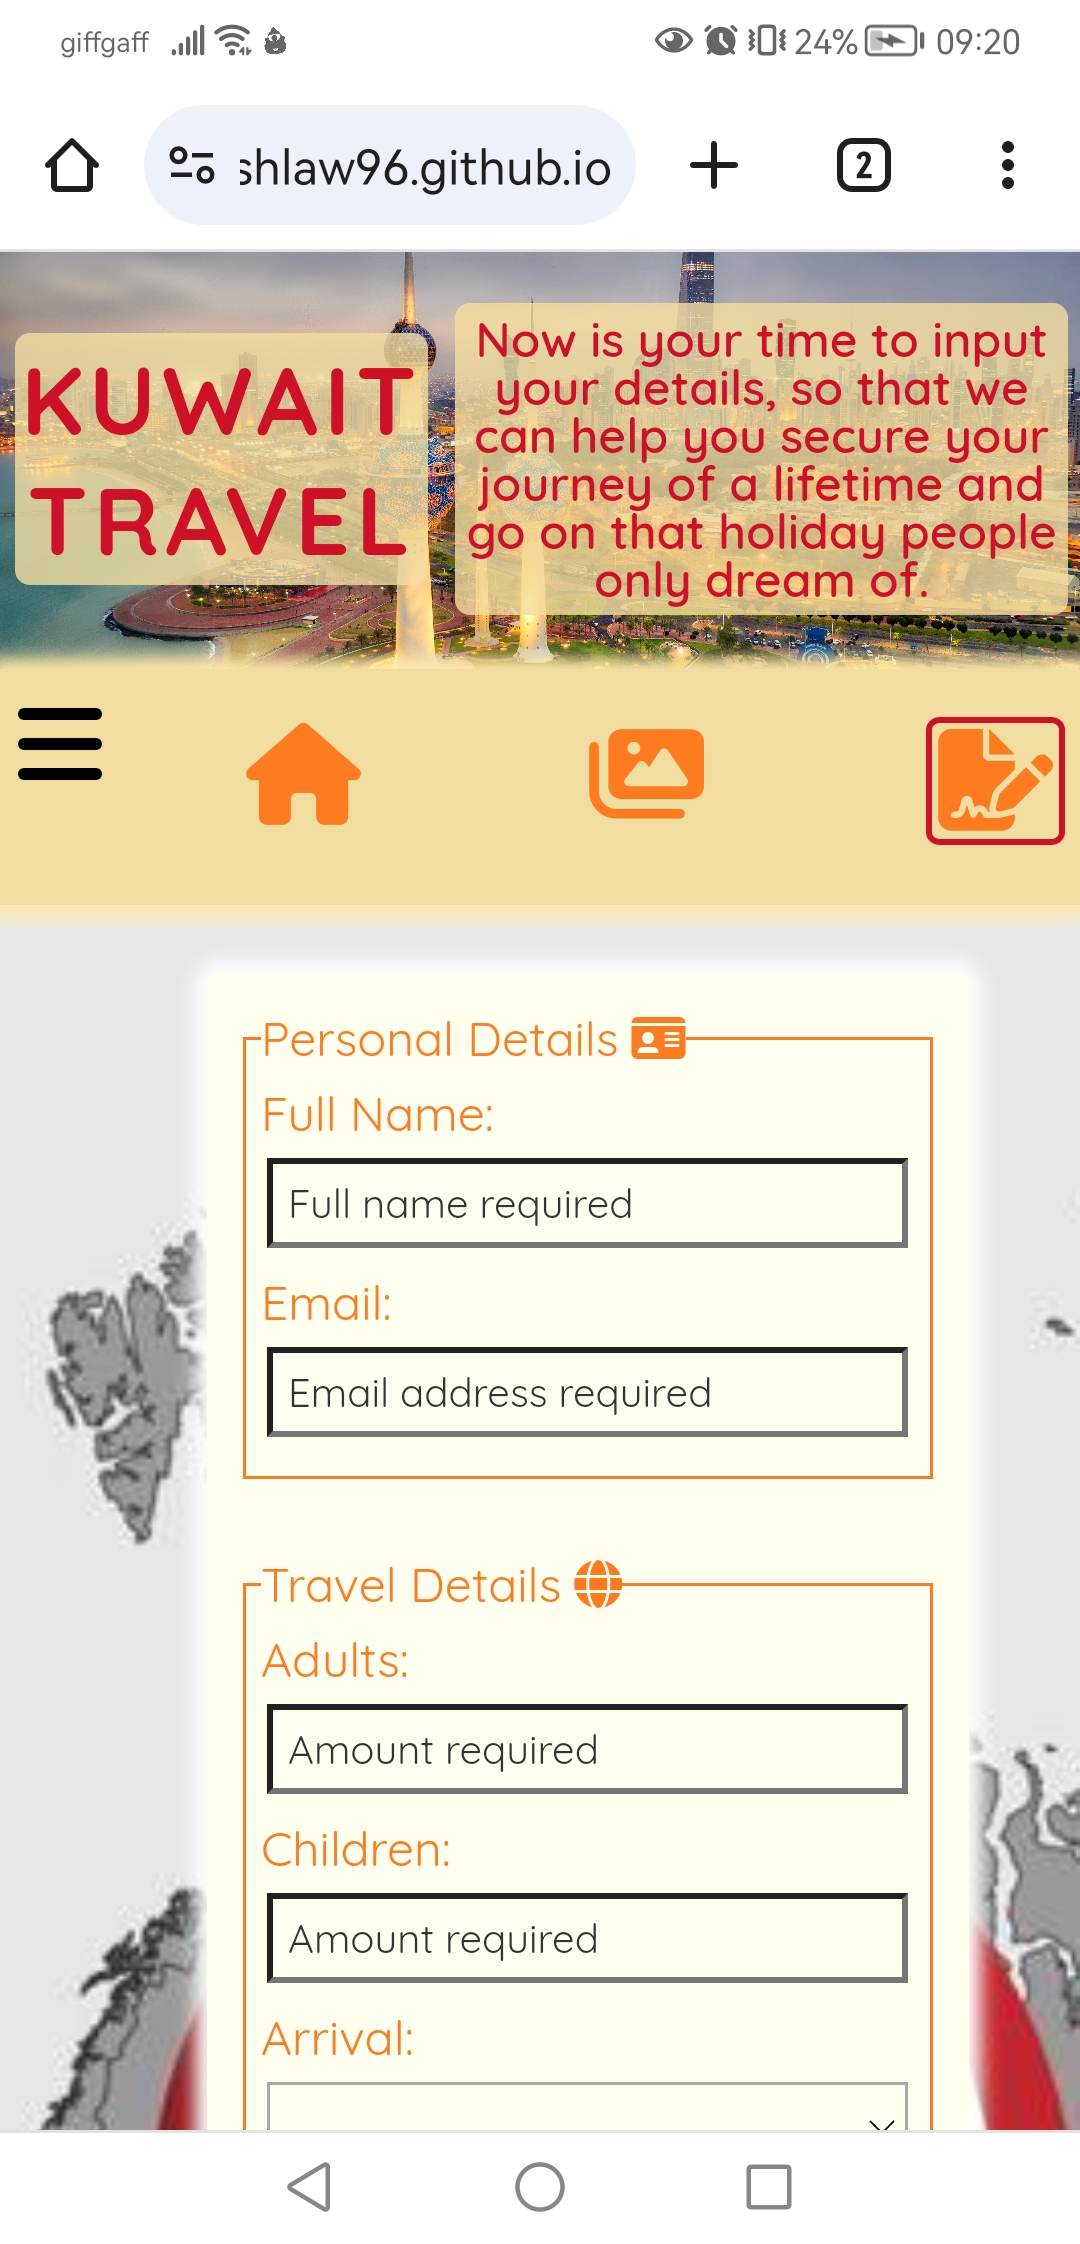 giffgaff 24% 09:20
shlaw96.github.io 2
KUWAIT
TRAVEL
Now is your time to input
your details, so that we
can help you secure your
journey of a lifetime and
go on that holiday people
only dream of.
Personal Details
Full Name:
Full name required
Email:
Email address required
Travel Details
Adults:
Amount required
Children:
Amount required
Arrival: